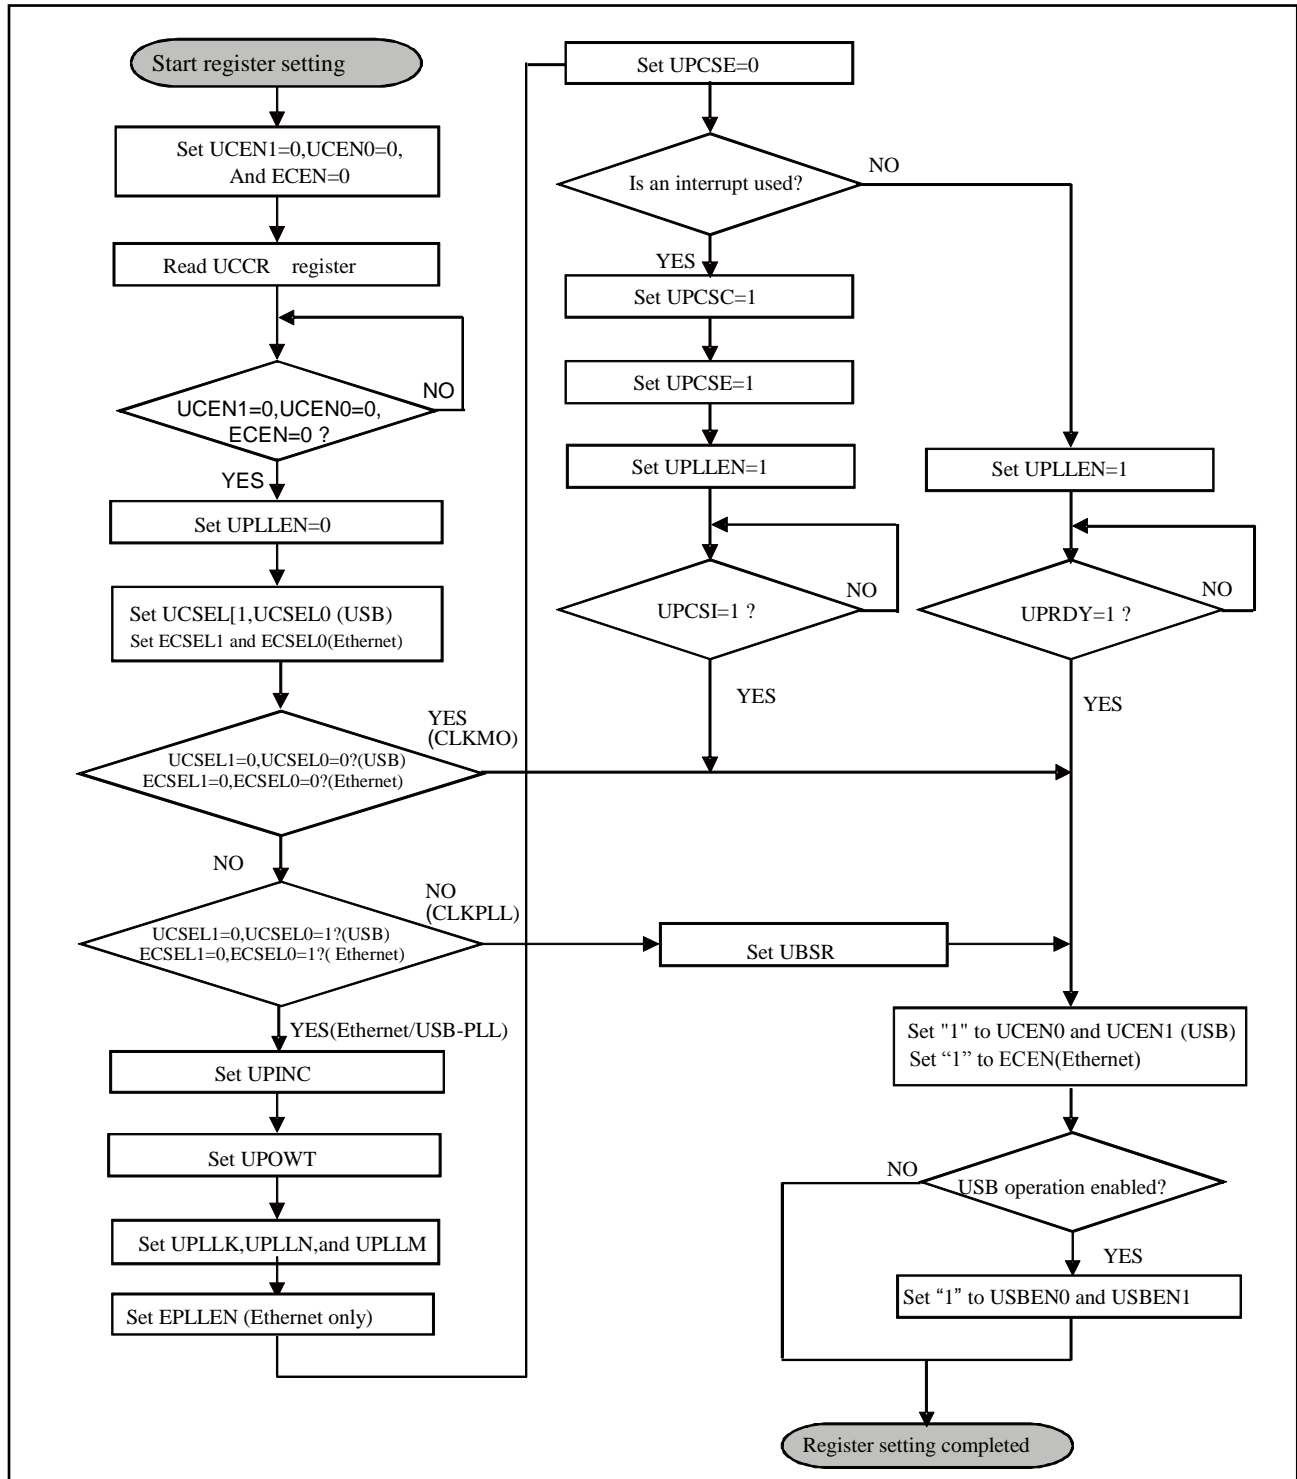 Start register setting
Set UCEN1=0,UCEN0=0,
And ECEN=0
Read UCCR register
NO
UCEN1=0,UCEN0=0,
ECEN=0 ?
YES
Set UPLLEN=0
Set UCSEL[1,UCSEL0 (USB)
Set ECSEL1 and ECSEL0(Ethernet)
YES
(CLKMO)
UCSEL1=0,UCSEL0=0?(USB)
ECSEL1=0,ECSEL0=0?(Ethernet)
NO
NO
(CLKPLL)
UCSEL1=0,UCSEL0=1?(USB)
ECSEL1=0,ECSEL0=1?( Ethernet)
YES(Ethernet/USB-PLL)
Set UPINC
Set UPOWT
Set UPLLK,UPLLN,and UPLLM
Set EPLLEN (Ethernet only)
Set UPCSE=0
Is an interrupt used?
NO
YES
Set UPCSC=1
Set UPCSE=1
Set UPLLEN=1
NO
UPCSI=1 ?
YES
Set UPLLEN=1
NO
UPRDY=1 ?
YES
Set UBSR
Set "1" to UCEN0 and UCEN1 (USB)
Set “1” to ECEN(Ethernet)
NO
USB operation enabled?
YES
Set “1” to USBEN0 and USBEN1
Register setting completed